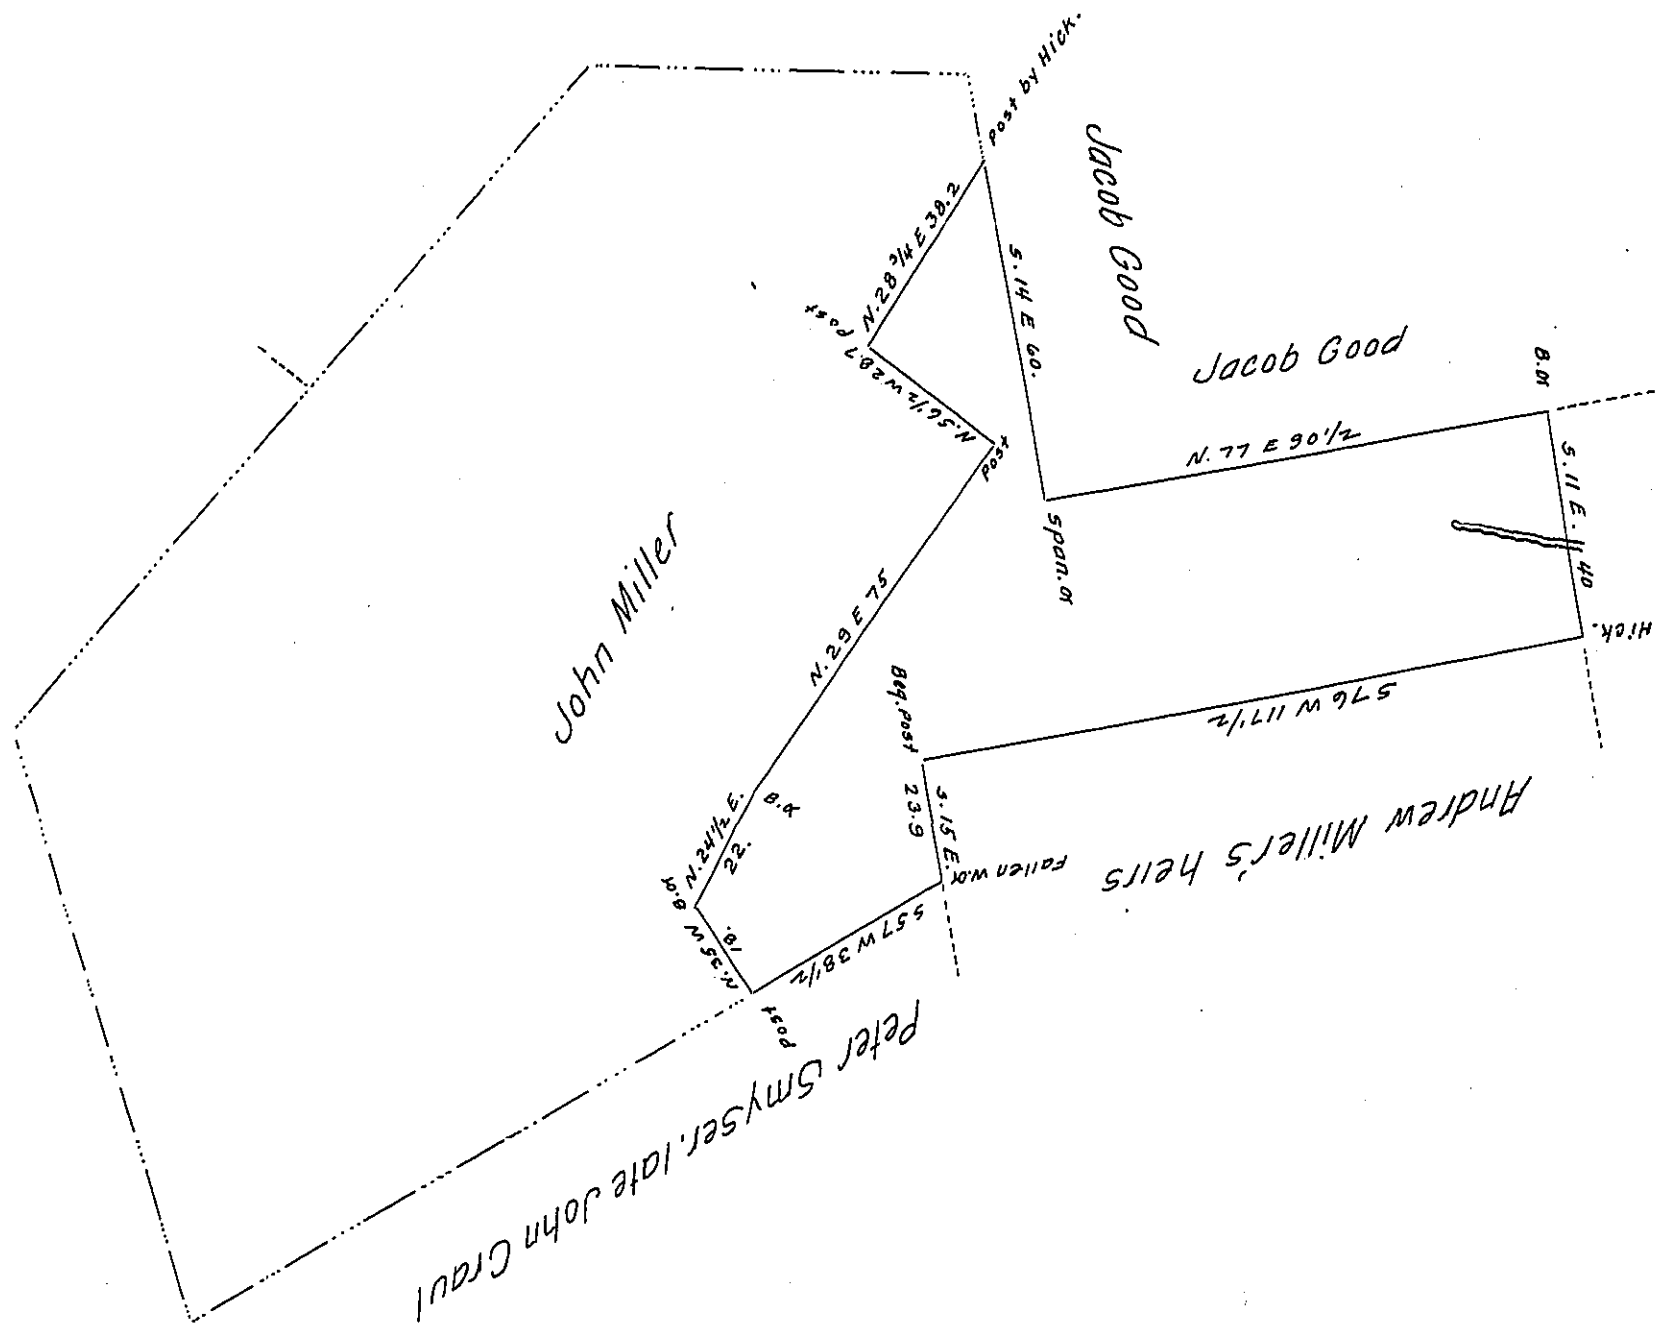 Post by Hick.
Jacob Good
N. 28 3/4 E 38.2
S. 14 E 60.
Post
N. 56 1/2 W 28.7
Jacob Good
B.o
N. 77 E 90 1/2
S. 11 E. 40
Post
Span. o
John Miller
N. 29 E 75
Hick.
Beg. Post
S 76 W 117 1/2
S. 15 E.
23.9
B.o
N. 24 1/2 E.
22.
Andrew Miller's heirs
Fallen w.o
B.o
N. 35 W
18.
S 57 W 38 1/2
Post
Peter Smyser, late John Craul